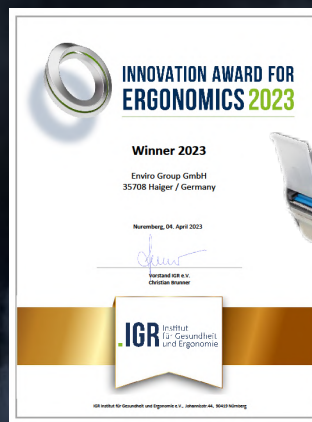 INNOVATION AWARD FOR
ERGONOMICS 2023
Winner 2023
Enviro Group GmbH
35708 Haiger / Germany
Nuremberg, 04. April 2023
Vorstand IGR e.V.
Christian Brunner
.IGR
Institut
für Gesundheit
und Ergonomie
IGR Institut für Gesundheit und Ergonomie e.V., Johannisstr. 44, 90419 Nürnberg